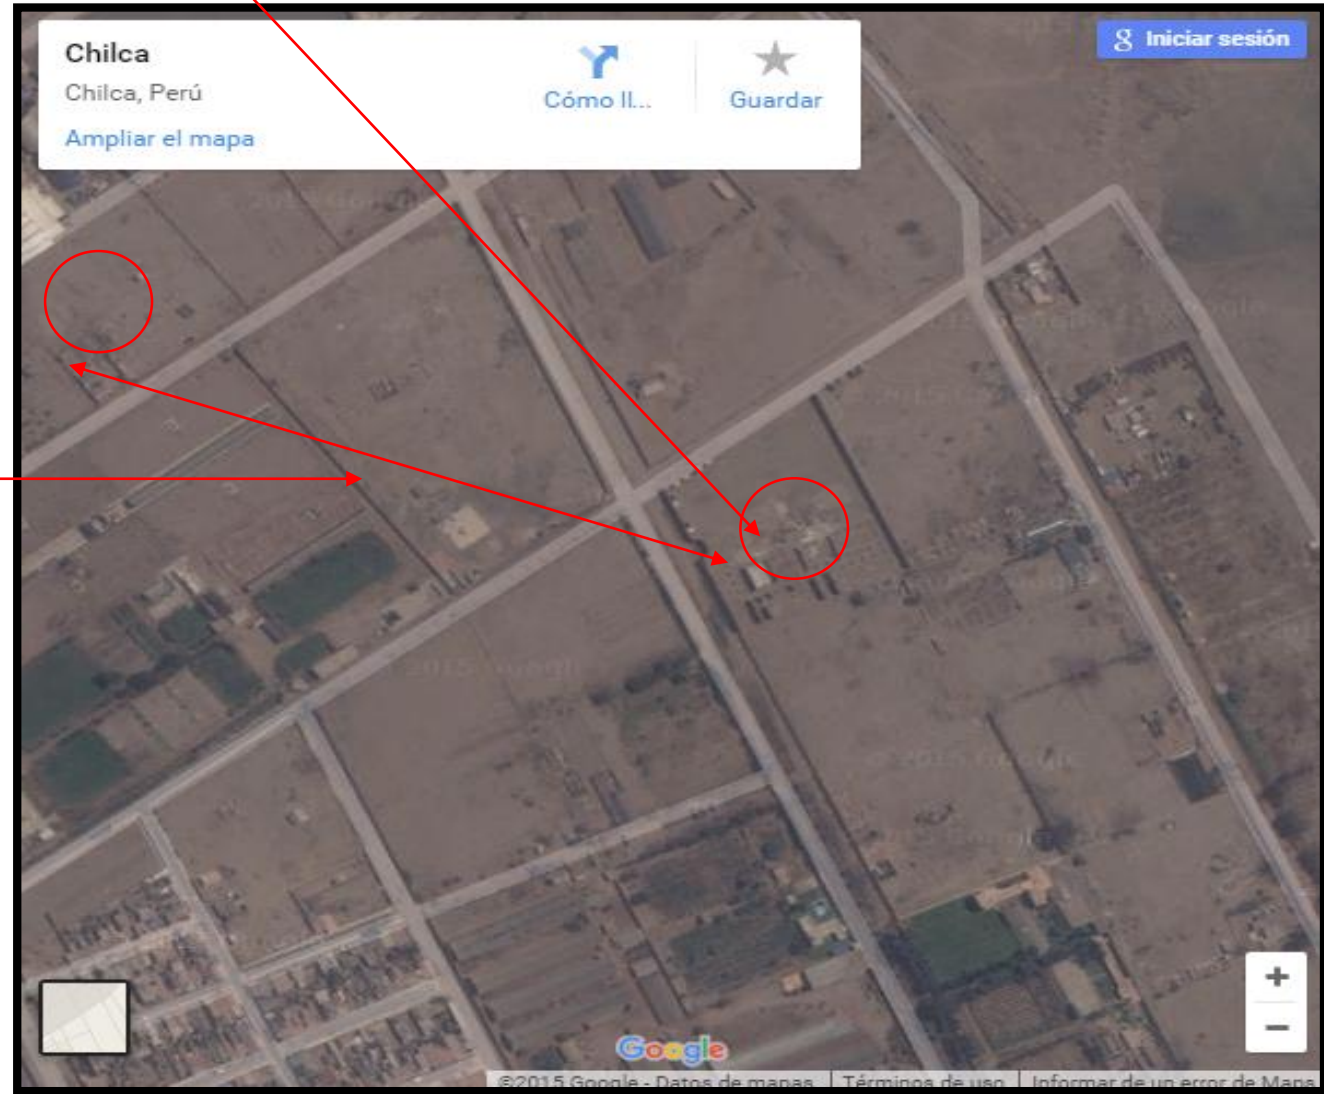 Chilca
Chilca, Perú
Ampliar el mapa
Cómo ll...
Guardar
g Iniciar sesión
+
−
Google
©2015 Google - Datos de mapas
Términos de uso
Informar de un error de Maps